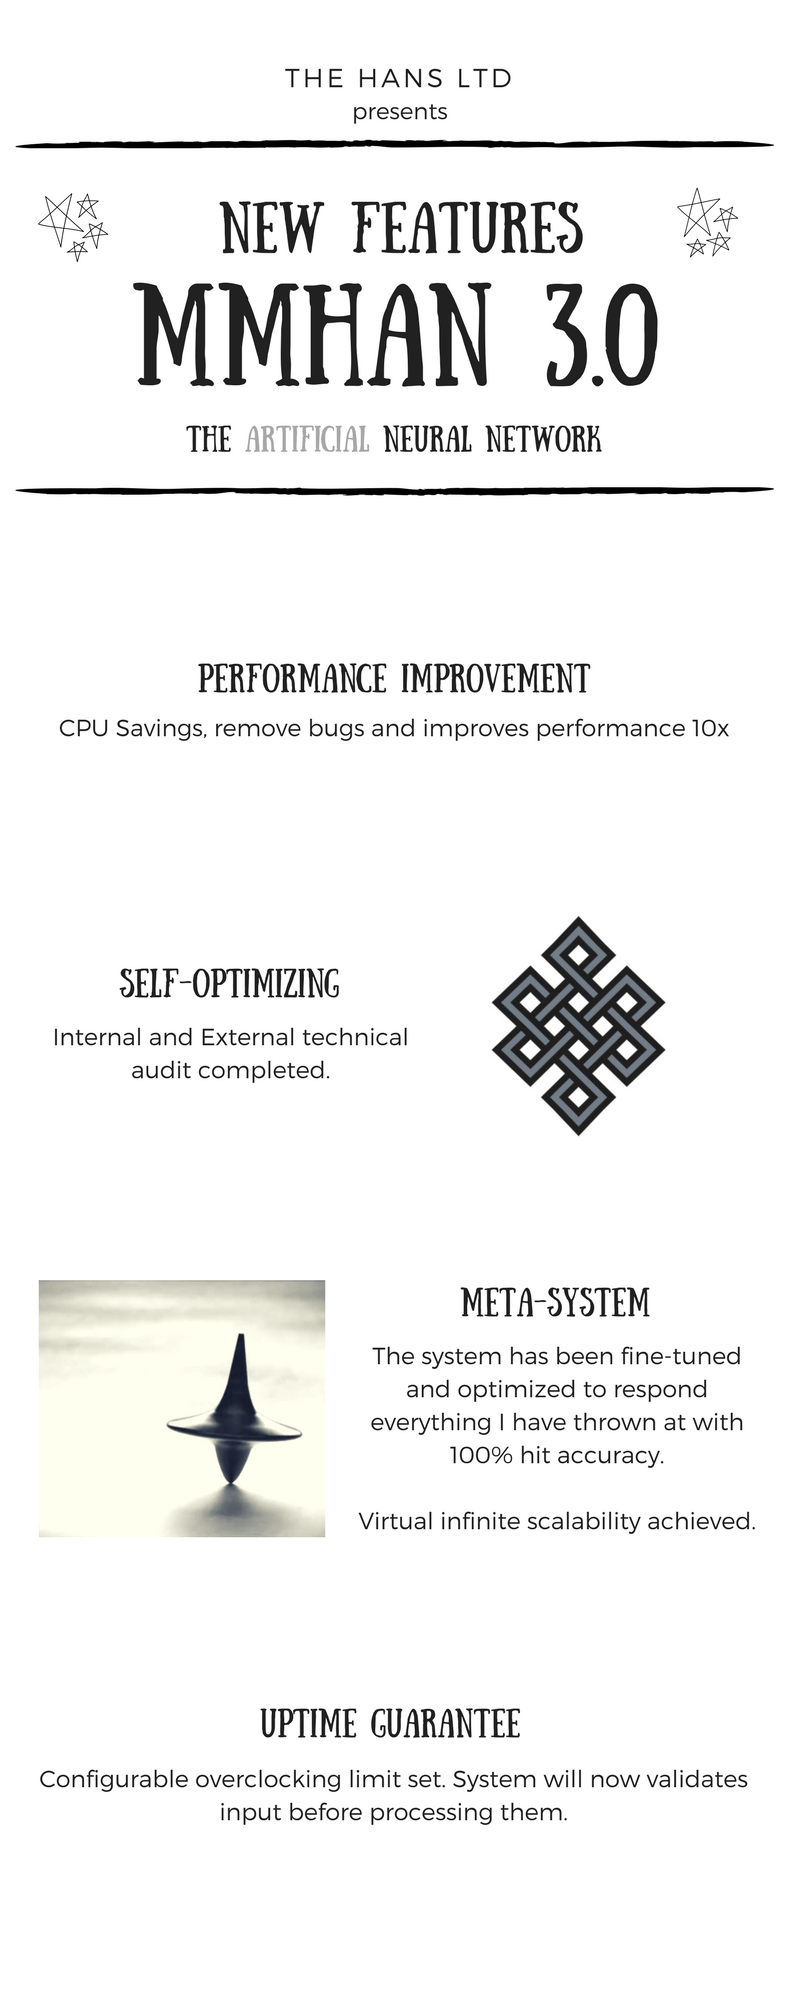 THE HANS LTD
presents
NEW FEATURES
MMHAN 3.0
THE ARTIFICIAL NEURAL NETWORK
PERFORMANCE IMPROVEMENT
CPU Savings, remove bugs and improves performance 10x
SELF-OPTIMIZING
Internal and External technical
audit completed.
META-SYSTEM
The system has been fine-tuned
and optimized to respond
everything I have thrown at with
100% hit accuracy.
Virtual infinite scalability achieved.
UPTIME GUARANTEE
Configurable overclocking limit set. System will now validates
input before processing them.